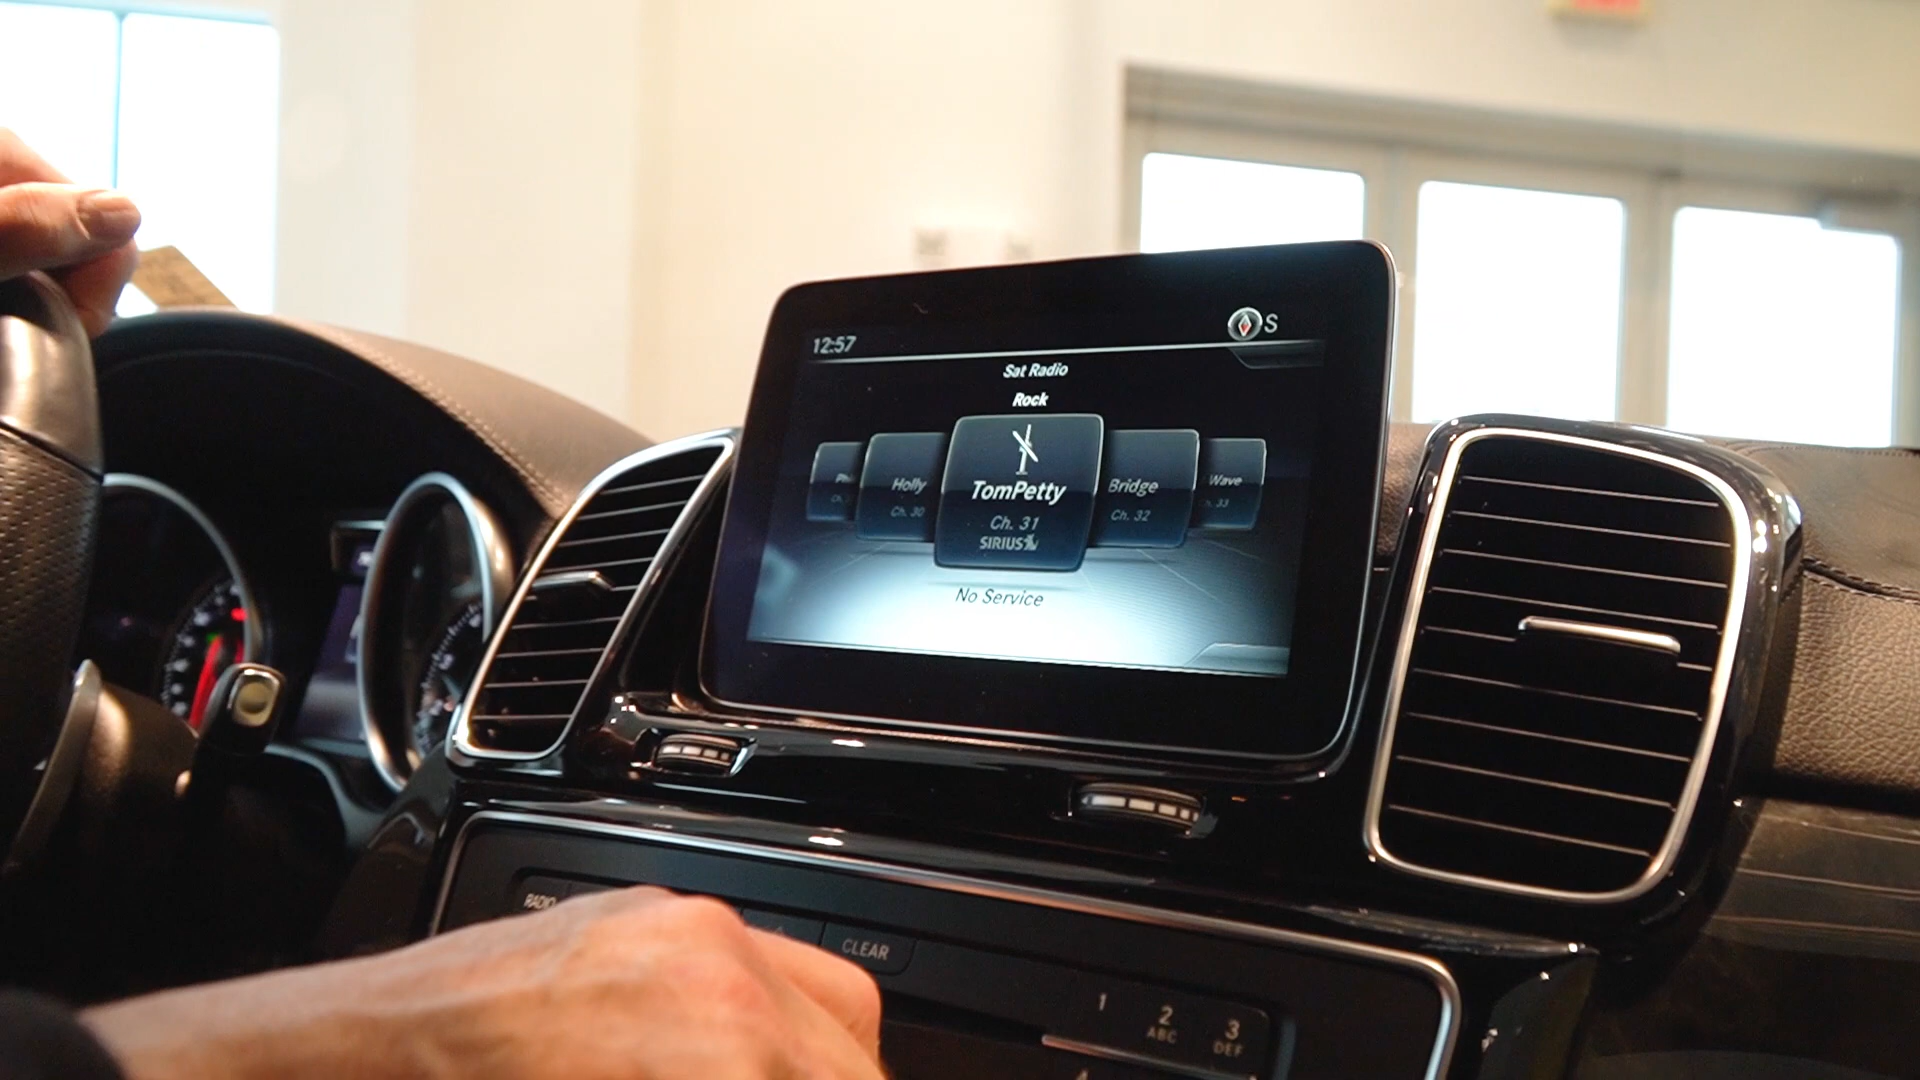 12:57
S
Sat Radio
Rock
Holly
Ch. 30
TomPetty
Ch. 31
SIRIUS
Bridge
Ch. 32
Wave
Ch. 33
No Service
RADIO
CLEAR
1
2
ABC
3
DEF